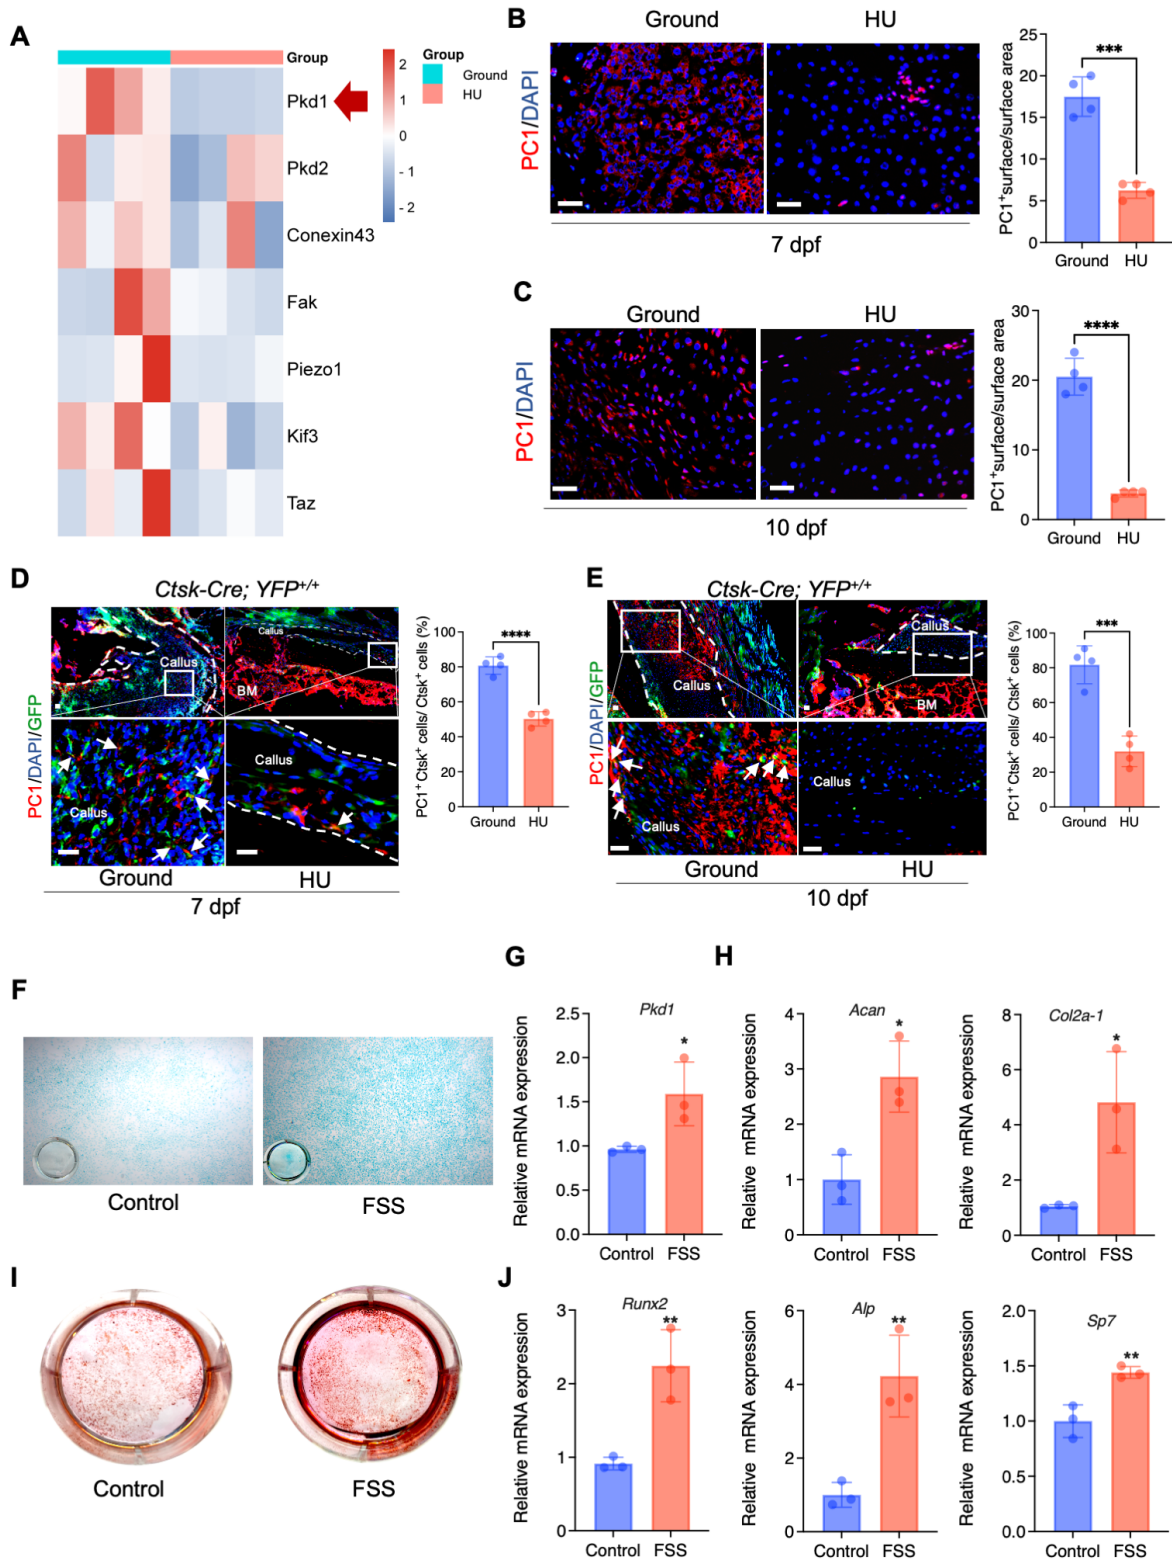 A
Group
Pkd1
Pkd2
Conexin43
Fak
Piezo1
Kif3
Taz
2
1
0
- 1
- 2
Group
Ground
HU
B
Ground
HU
PC1/DAPI
7 dpf
PC1⁺surface/surface area
25
20
15
10
5
0
***
Ground
HU
C
Ground
HU
PC1/DAPI
10 dpf
PC1⁺surface/surface area
30
20
10
0
****
Ground
HU
D
Ctsk-Cre; YFP⁺/⁺
PC1/DAPI/GFP
Callus
Callus
BM
Callus
Callus
Ground
HU
7 dpf
PC1⁺Ctsk⁺ cells/ Ctsk⁺ cells (%)
100
80
60
40
20
0
****
Ground
HU
E
Ctsk-Cre; YFP⁺/⁺
PC1/DAPI/GFP
Callus
Callus
BM
Callus
Callus
Ground
HU
10 dpf
PC1⁺Ctsk⁺ cells/ Ctsk⁺ cells (%)
100
80
60
40
20
0
***
Ground
HU
F
Control
FSS
G
Pkd1
Relative mRNA expression
2.5
2.0
1.5
1.0
0.5
0.0
*
Control
FSS
H
Acan
Relative mRNA expression
4
3
2
1
0
*
Control
FSS
Col2a-1
Relative mRNA expression
8
6
4
2
0
*
Control
FSS
I
Control
FSS
J
Runx2
Relative mRNA expression
3
2
1
0
**
Control
FSS
Alp
Relative mRNA expression
6
4
2
0
**
Control
FSS
Sp7
Relative mRNA expression
2.0
1.5
1.0
0.5
0.0
**
Control
FSS